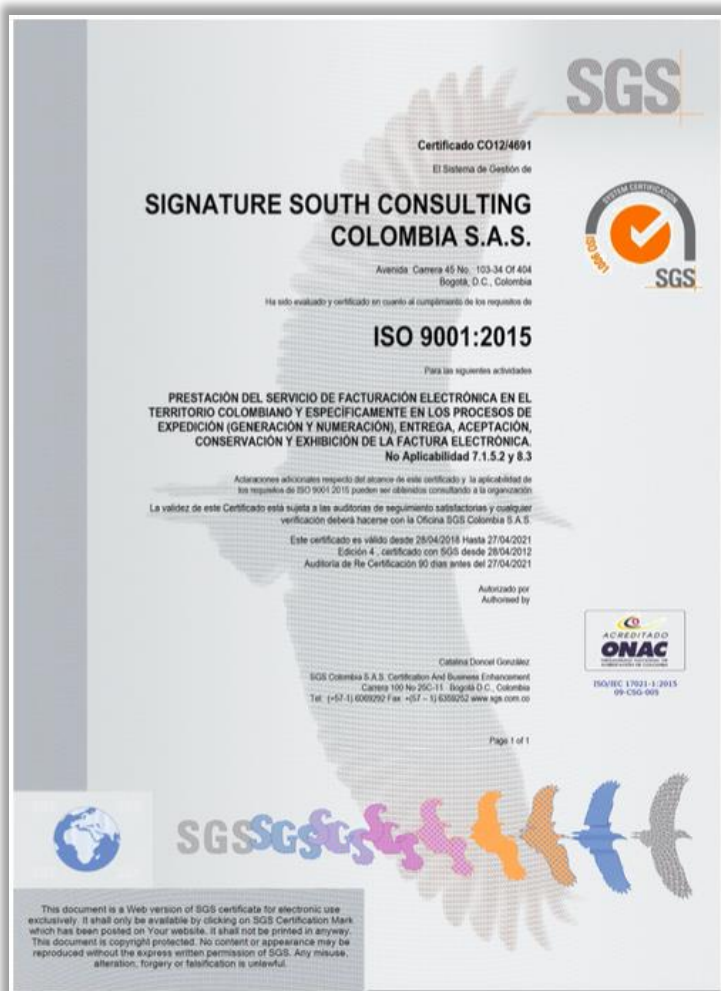 SGS
Certificado CO12/4691
El Sistema de Gestión de
SIGNATURE SOUTH CONSULTING
COLOMBIA S.A.S.
SYSTEM CERTIFICATION
ISO 9001
SGS
Avenida Carrera 45 No. 103-34 Of 404
Bogotá, D.C., Colombia
Ha sido evaluado y certificado en cuanto al cumplimiento de los requisitos de
ISO 9001:2015
Para las siguientes actividades
PRESTACIÓN DEL SERVICIO DE FACTURACIÓN ELECTRÓNICA EN EL
TERRITORIO COLOMBIANO Y ESPECÍFICAMENTE EN LOS PROCESOS DE
EXPEDICIÓN (GENERACIÓN Y NUMERACIÓN), ENTREGA, ACEPTACIÓN,
CONSERVACIÓN Y EXHIBICIÓN DE LA FACTURA ELECTRÓNICA.
No Aplicabilidad 7.1.5.2 y 8.3
Aclaraciones adicionales respecto del alcance de este certificado y la aplicabilidad de
los requisitos de ISO 9001:2015 pueden ser obtenidos consultando a la organización
La validez de este Certificado está sujeta a las auditorias de seguimiento satisfactorias y cualquier
verificación deberá hacerse con la Oficina SGS Colombia S.A.S.
Este certificado es válido desde 28/04/2018 Hasta 27/04/2021
Edición 4 , certificado con SGS desde 28/04/2012
Auditoria de Re Certificación 90 días antes del 27/04/2021
Autorizado por
Authorised by
Catalina Doncel González
SGS Colombia S.A.S. Certification And Business Enhancement
Carrera 100 No 25C-11 Bogotá D.C., Colombia
www.sgs.com.co
Page 1 of 1
ACREDITADO
ONAC
ISO/IEC 17021-1:2015
09-CSG-005
SGSSGSSGSSGS
This document is a Web version of SGS certificate for electronic use
exclusively. It shall only be available by clicking on SGS Certification Mark
which has been posted on Your website. It shall not be printed in anyway.
This document is copyright protected. No content or appearance may be
reproduced without the express written permission of SGS. Any misuse,
alteration, forgery or falsification is unlawful.